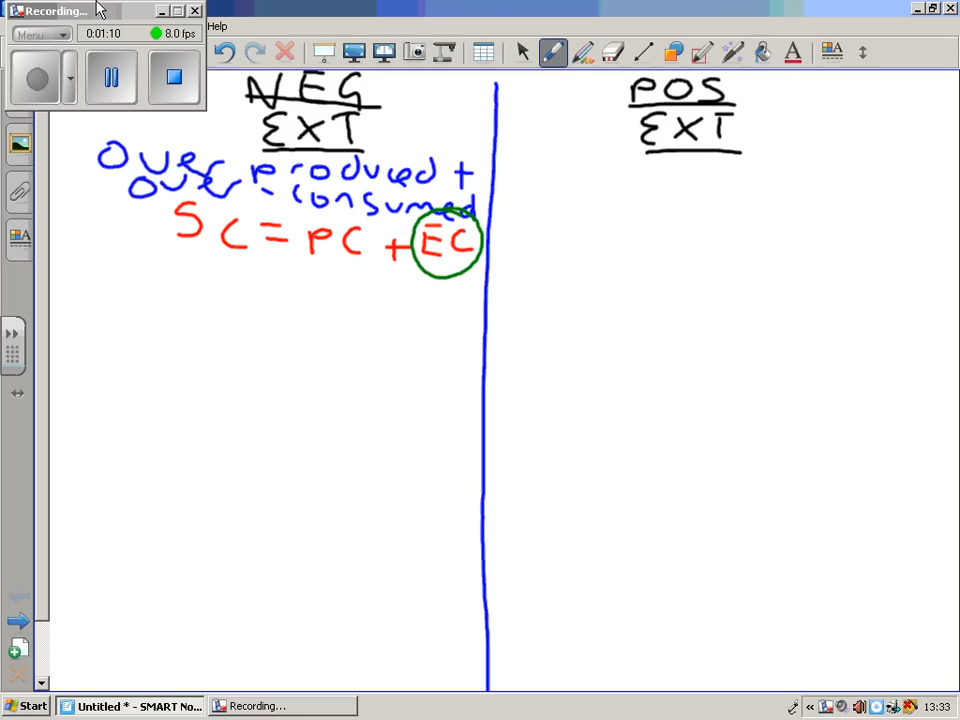 Recording...
Menu
0:01:10
8.0 fps
Help
NEG
EXT
POS
EXT
Over produced +
over-consumed
SC = PC + EC
Start
Untitled * - SMART No...
Recording...
«
13:33